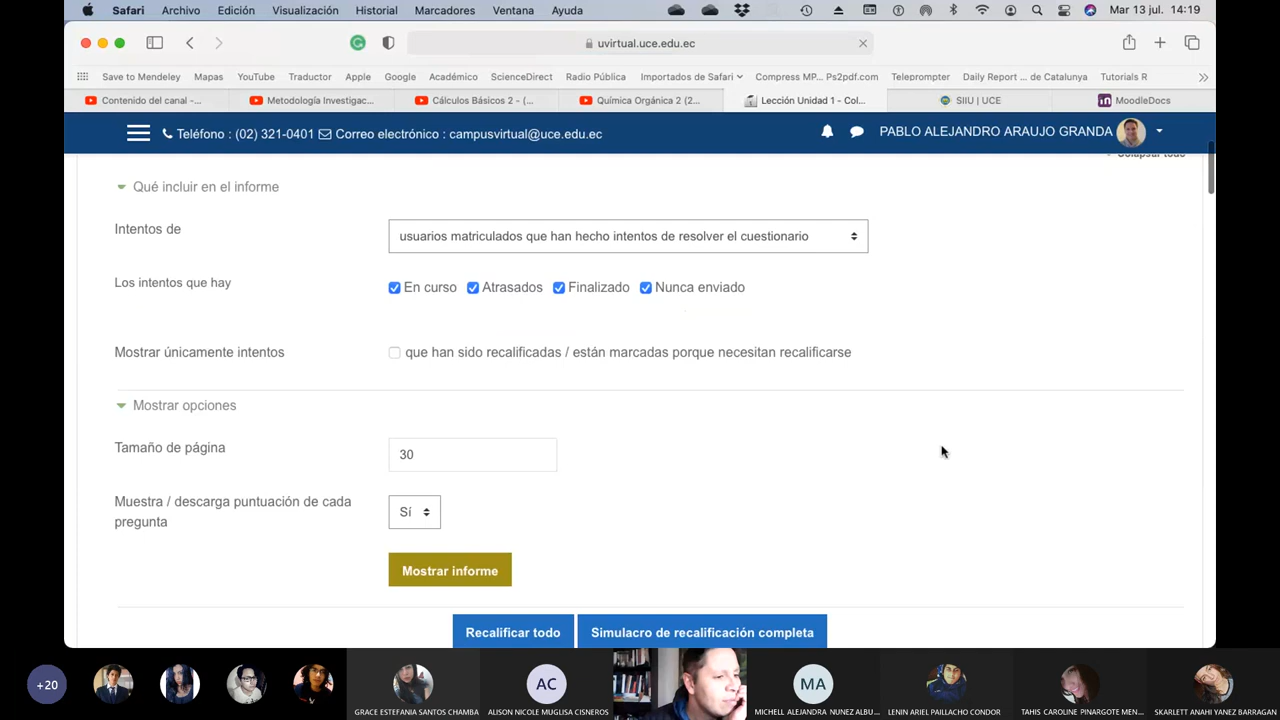 Safari Archivo Edición Visualización Historial Marcadores Ventana Ayuda Mar 13 jul. 14:19
uvirtual.uce.edu.ec
Save to Mendeley Mapas YouTube Traductor Apple Google Académico ScienceDirect Radio Pública Importados de Safari Compress MP... Ps2pdf.com Teleprompter Daily Report ... de Catalunya Tutorials R
Contenido del canal -... Metodología Investigac... Cálculos Básicos 2 - (... Química Orgánica 2 (2... Lección Unidad 1 - Col... SIIU | UCE MoodleDocs
Teléfono : (02) 321-0401 Correo electrónico : campusvirtual@uce.edu.ec PABLO ALEJANDRO ARAUJO GRANDA
Colapsar todo
Qué incluir en el informe
Intentos de usuarios matriculados que han hecho intentos de resolver el cuestionario
Los intentos que hay En curso Atrasados Finalizado Nunca enviado
Mostrar únicamente intentos que han sido recalificadas / están marcadas porque necesitan recalificarse
Mostrar opciones
Tamaño de página 30
Muestra / descarga puntuación de cada pregunta Sí
Mostrar informe
Recalificar todo Simulacro de recalificación completa
+20 AC MA
GRACE ESTEFANIA SANTOS CHAMBA ALISON NICOLE MUGLISA CISNEROS MICHELL ALEJANDRA NUNEZ ALBU... LENIN ARIEL PAILLACHO CONDOR TAHIS CAROLINE PINARGOTE MEN... SKARLETT ANAHI YANEZ BARRAGAN